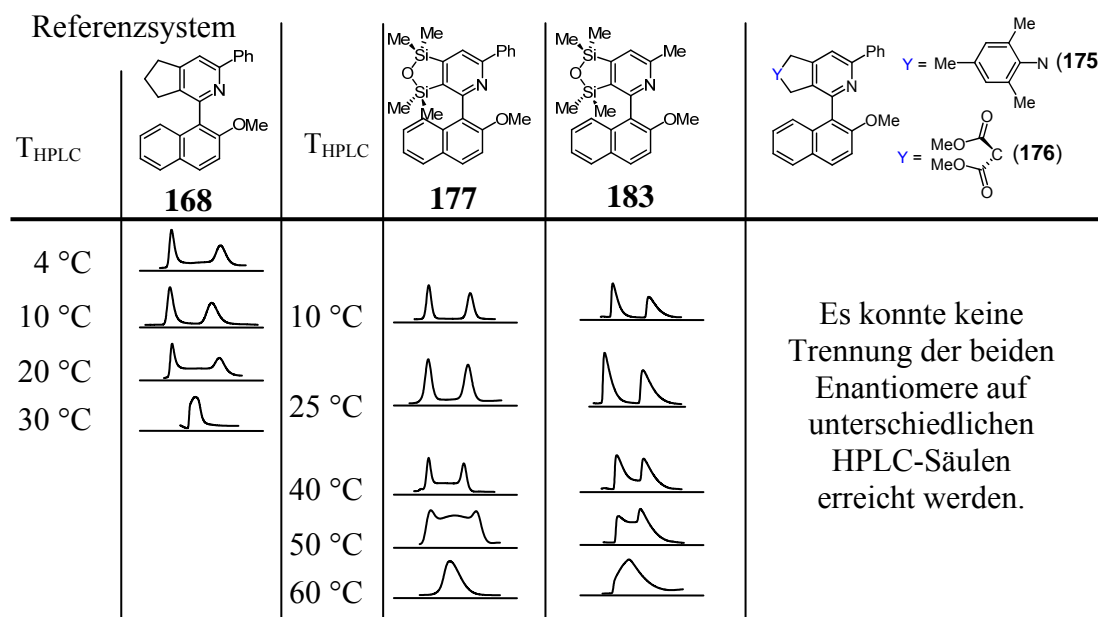 Referenzsystem
T_HPLC
N
Ph
OMe
168
T_HPLC
Me Me
Si
O
Si
Me Me
N
Ph
OMe
177
Me Me
Si
O
Si
Me Me
N
Me
OMe
183
Y
N
Ph
OMe
Y = Me Me Me N (175
Y = MeO O C MeO O (176)
4 °C
10 °C
20 °C
30 °C
10 °C
25 °C
40 °C
50 °C
60 °C
Es konnte keine
Trennung der beiden
Enantiomere auf
unterschiedlichen
HPLC-Säulen
erreicht werden.